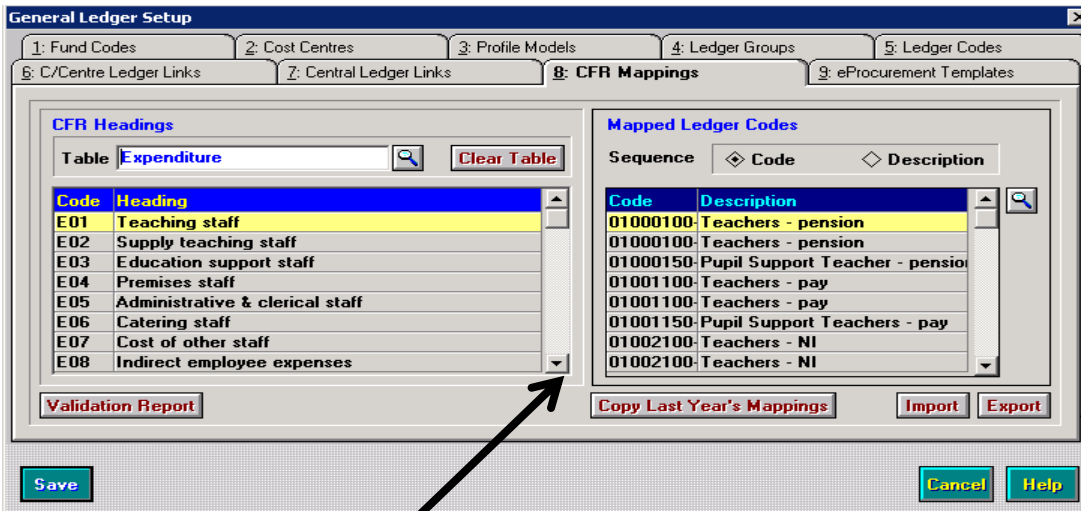 General Ledger Setup
1: Fund Codes 2: Cost Centres 3: Profile Models 4: Ledger Groups 5: Ledger Codes
6: C/Centre Ledger Links 7: Central Ledger Links 8: CFR Mappings 9: eProcurement Templates
CFR Headings
Table Expenditure Clear Table
Code Heading
E01 Teaching staff
E02 Supply teaching staff
E03 Education support staff
E04 Premises staff
E05 Administrative & clerical staff
E06 Catering staff
E07 Cost of other staff
E08 Indirect employee expenses
Validation Report
Mapped Ledger Codes
Sequence Code Description
Code Description
01000100- Teachers - pension
01000100- Teachers - pension
01000150- Pupil Support Teacher - pension
01001100- Teachers - pay
01001100- Teachers - pay
01001150- Pupil Support Teachers - pay
01002100- Teachers - NI
01002100- Teachers - NI
Copy Last Year's Mappings Import Export
Save Cancel Help